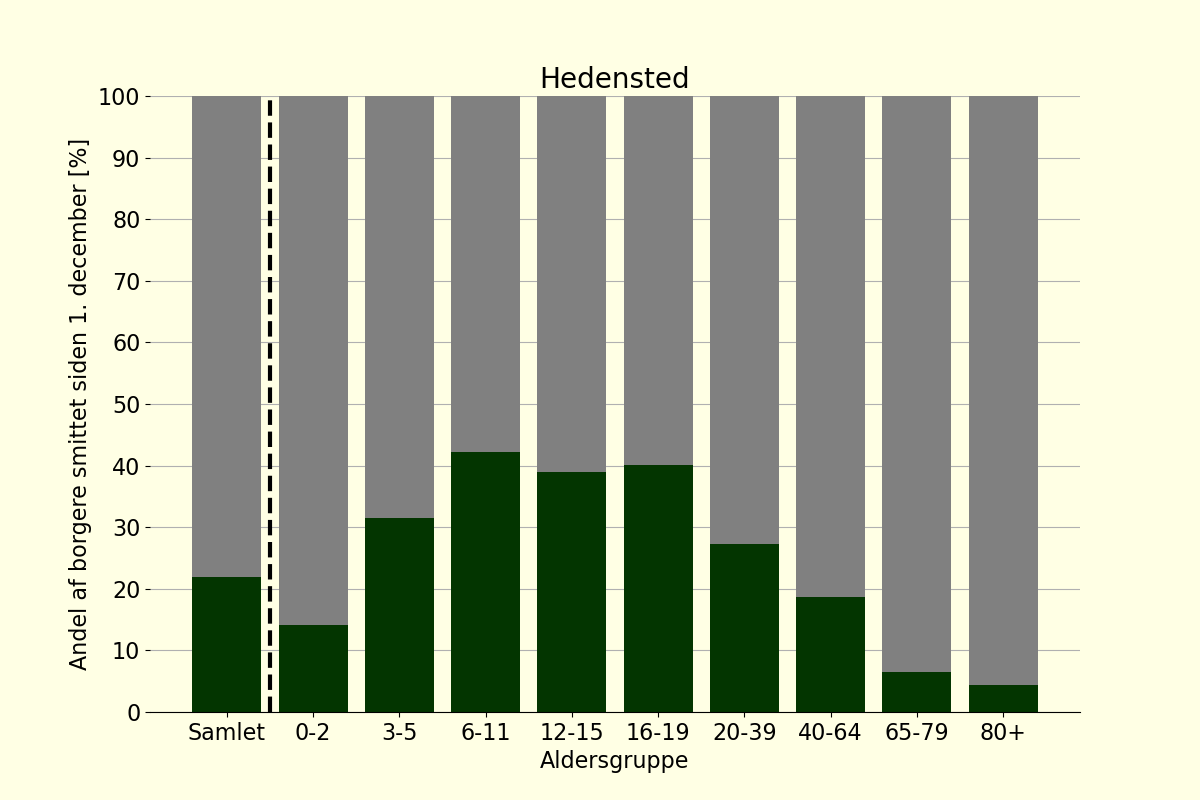 Hedensted
Andel af borgere smittet siden 1. december [%]
100
90
80
70
60
50
40
30
20
10
0
Samlet 0-2 3-5 6-11 12-15 16-19 20-39 40-64 65-79 80+
Aldersgruppe